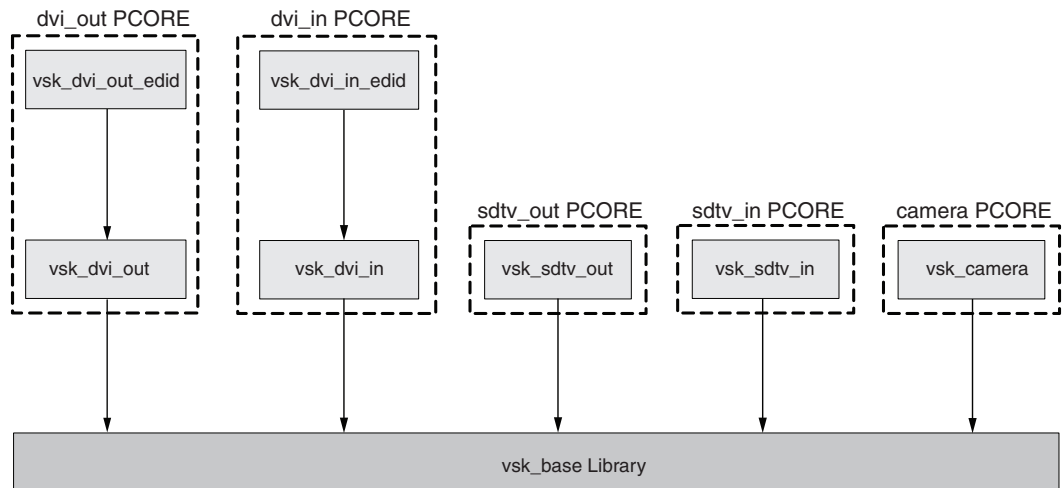 dvi_out PCORE
dvi_in PCORE
vsk_dvi_out_edid
vsk_dvi_in_edid
sdtv_out PCORE
sdtv_in PCORE
camera PCORE
vsk_dvi_out
vsk_dvi_in
vsk_sdtv_out
vsk_sdtv_in
vsk_camera
vsk_base Library